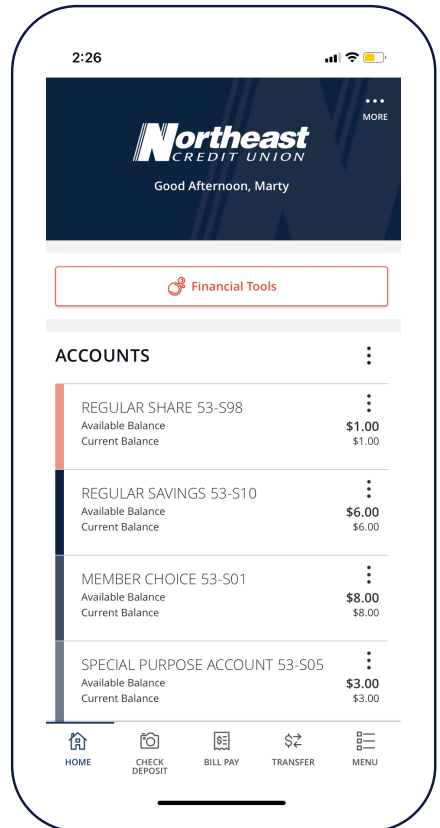 2:26
MORE
Northeast
CREDIT UNION
Good Afternoon, Marty
Financial Tools
ACCOUNTS
REGULAR SHARE 53-S98
Available Balance $1.00
Current Balance $1.00
REGULAR SAVINGS 53-S10
Available Balance $6.00
Current Balance $6.00
MEMBER CHOICE 53-S01
Available Balance $8.00
Current Balance $8.00
SPECIAL PURPOSE ACCOUNT 53-S05
Available Balance $3.00
Current Balance $3.00
HOME CHECK DEPOSIT BILL PAY TRANSFER MENU